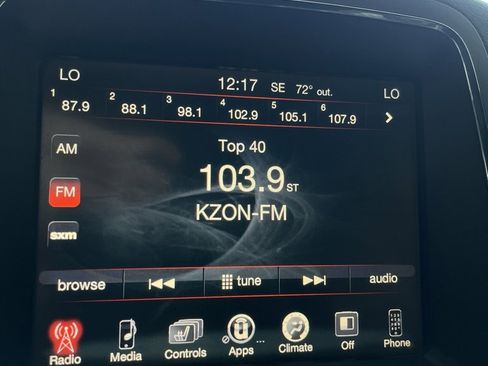 LO 12:17 SE 72° out. LO
1 87.9 2 88.1 3 98.1 4 102.9 5 105.1 6 107.9
AM
Top 40
103.9 ST
FM
KZON-FM
sxm
browse tune audio
Radio Media Controls Apps ... Climate Off Phone